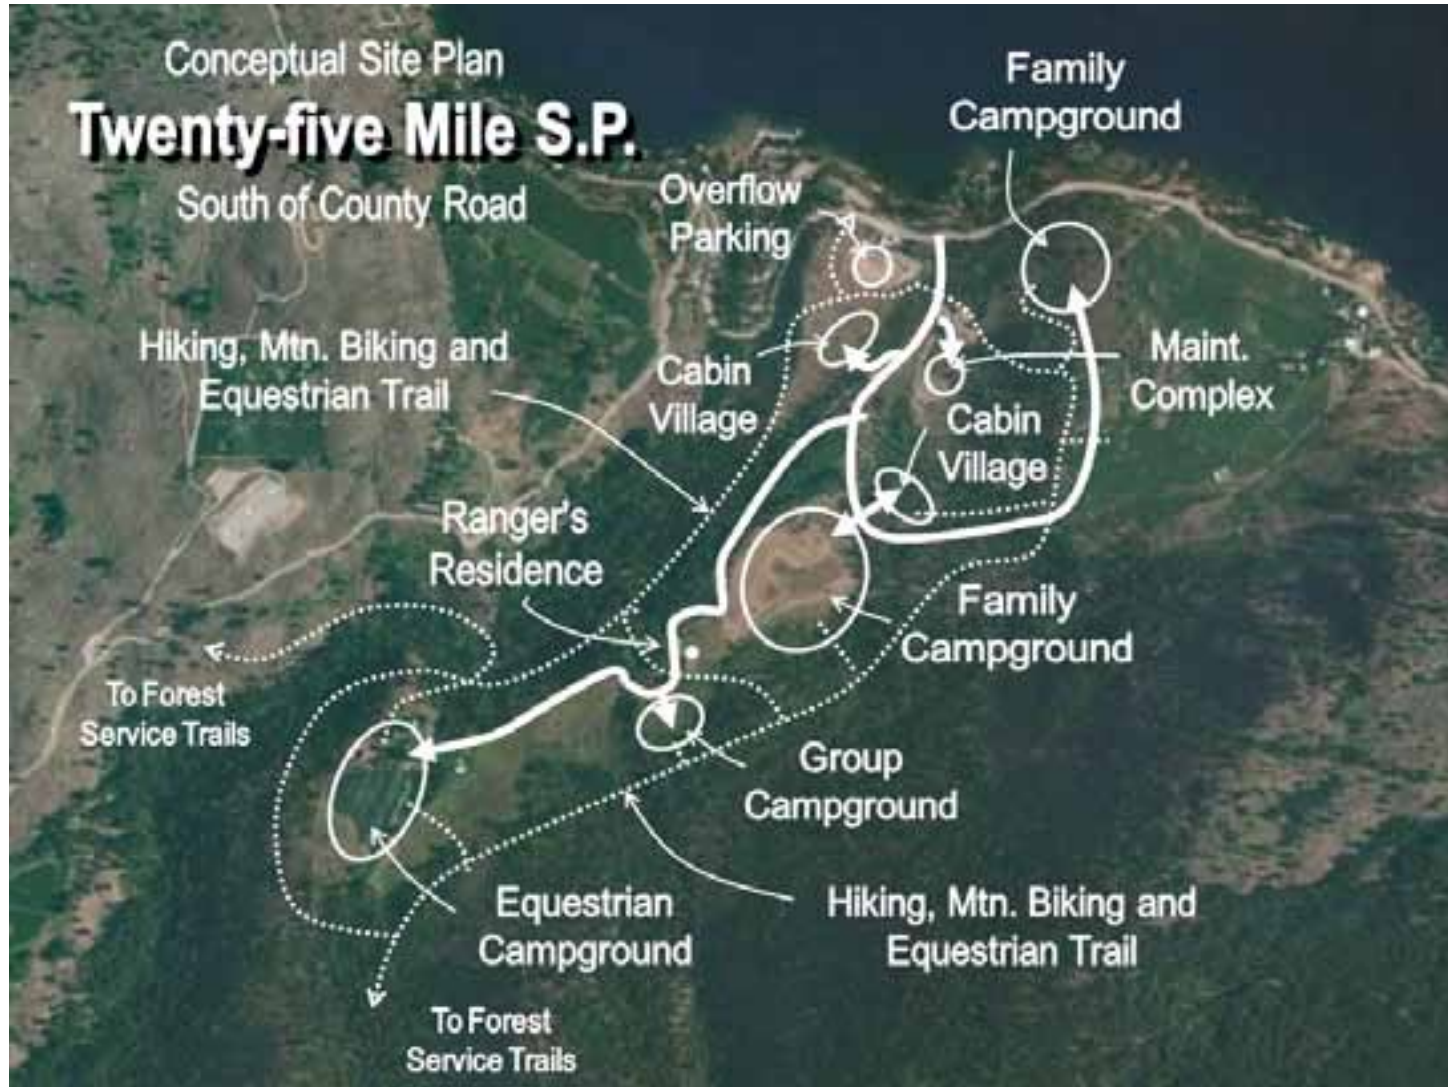 Conceptual Site Plan
Twenty-five Mile S.P.
South of County Road
Family
Campground
Overflow
Parking
Hiking, Mtn. Biking and
Equestrian Trail
Cabin
Village
Maint.
Complex
Cabin
Village
Ranger's
Residence
Family
Campground
To Forest
Service Trails
Group
Campground
Equestrian
Campground
Hiking, Mtn. Biking and
Equestrian Trail
To Forest
Service Trails